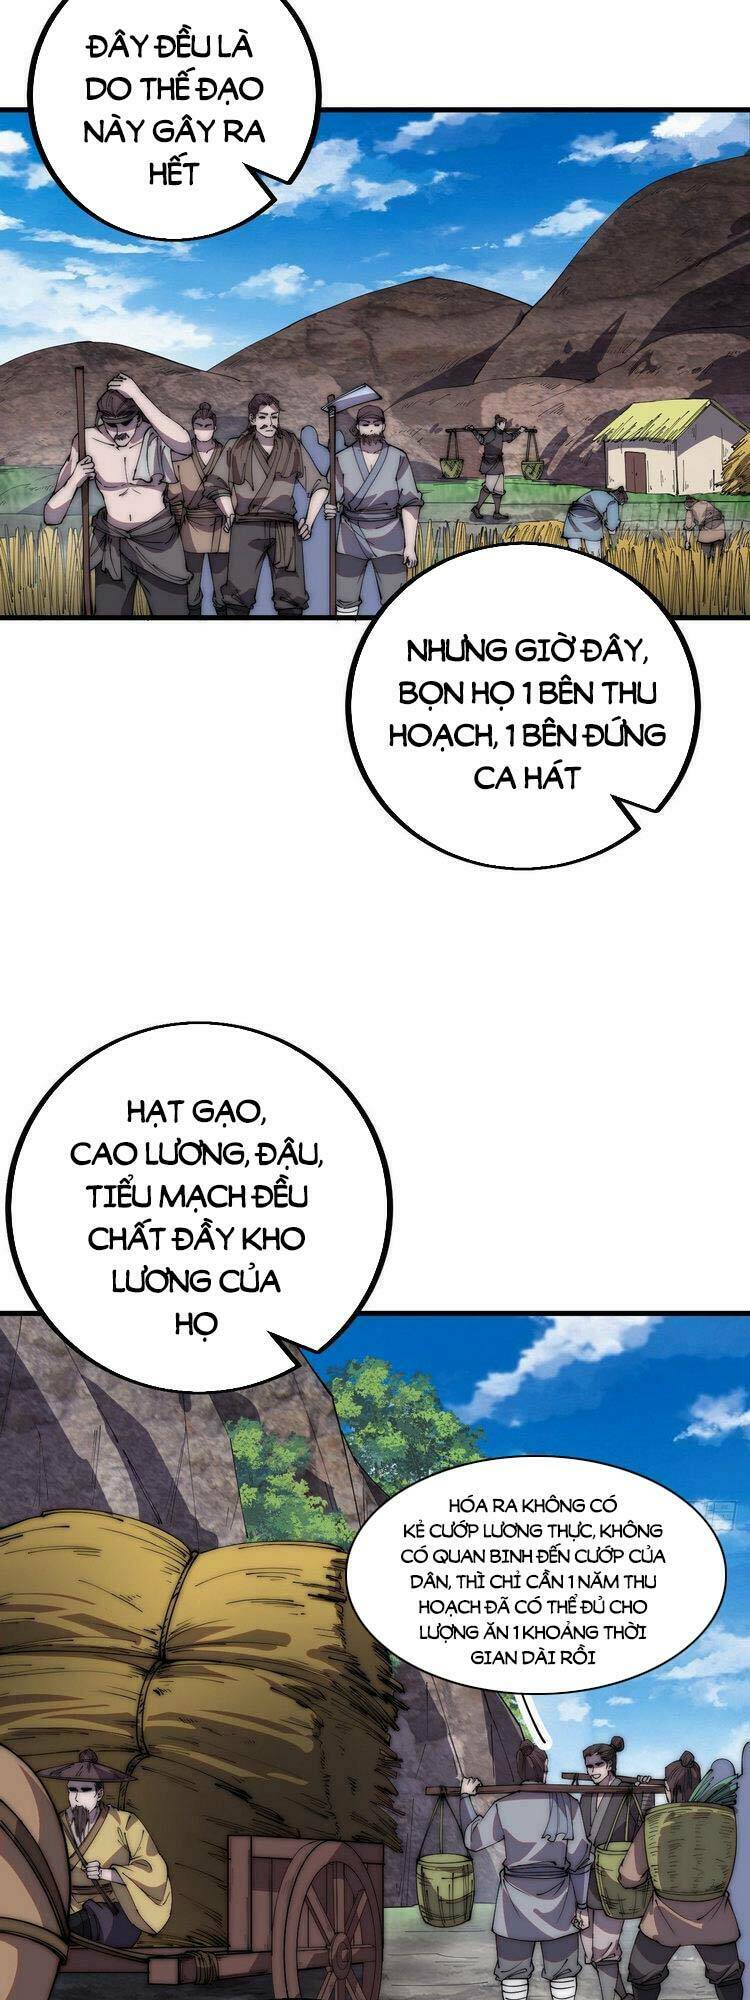 ĐÂY ĐỀU LÀ
DO THẾ ĐẠO
NÀY GÂY RA
HẾT
NHƯNG GIỜ ĐÂY,
BỌN HỌ 1 BÊN THU
HOẠCH, 1 BÊN ĐỨNG
CA HÁT
HẠT GẠO,
CAO LƯƠNG, ĐẬU,
TIỂU MẠCH ĐỀU
CHẤT ĐẦY KHO
LƯƠNG CỦA
HỌ
HÓA RA KHÔNG CÓ
KẺ CƯỚP LƯƠNG THỰC, KHÔNG
CÓ QUAN BINH ĐẾN CƯỚP CỦA
DÂN, THÌ CHỈ CẦN 1 NĂM THU
HOẠCH ĐÃ CÓ THỂ ĐỦ CHO
LƯỢNG ĂN 1 KHOẢNG THỜI
GIAN DÀI RỒI